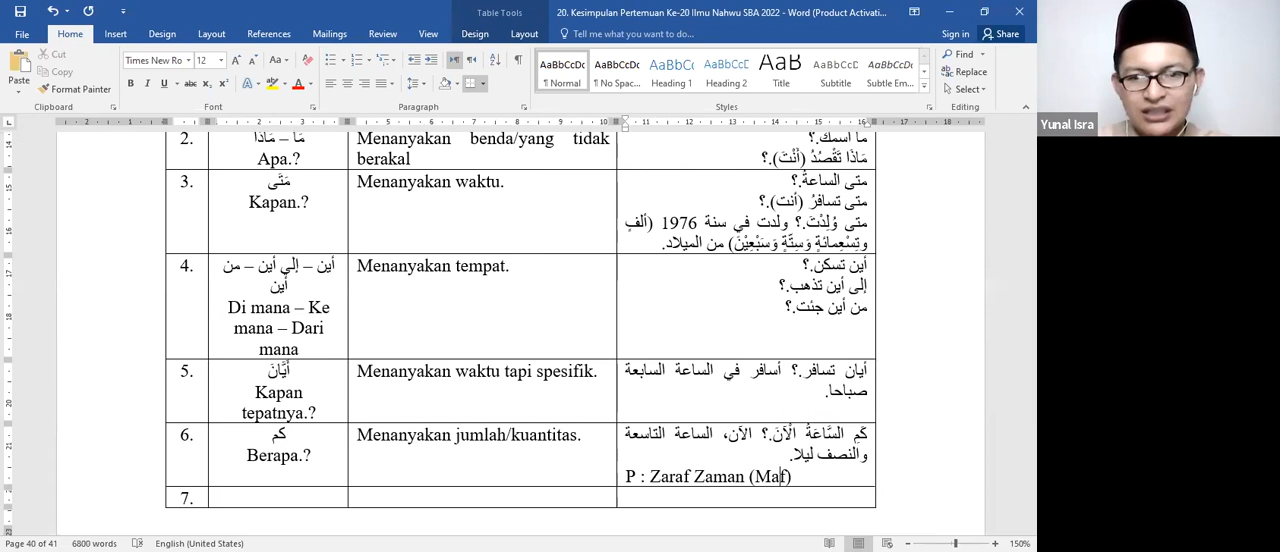 Table Tools
20. Kesimpulan Pertemuan Ke-20 Ilmu Nahwu SBA 2022 - Word (Product Activati...
File Home Insert Design Layout References Mailings Review View Design Layout Tell me what you want to do... Sign in Share
Paste
Cut
Copy
Format Painter
Clipboard
Times New Ro 12
Font
Paragraph
AaBbCcDc AaBbCcDc AaBbCc AaBbCcD AaB AaBbCcD AaBbCcDc
¶ Normal ¶ No Spac... Heading 1 Heading 2 Title Subtitle Subtle Em...
Styles
Find
Replace
Select
Editing
Yunal Isra
2.
مَا – مَاذَا
Apa.?
Menanyakan benda/yang tidak
berakal
ما اسمك.؟
مَاذَا تَقْصُدُ (أَنْتَ).؟
3.
مَتَى
Kapan.?
Menanyakan waktu.
متى الساعةُ.؟
متى تسافرُ (أنت).؟
متى وُلِدْتَ.؟ ولدت في سنة 1976 (ألفٍ
وتِسْعِمائةٍ وَسِتَّةٍ وَسَبْعِيْنَ) من الميلاد.
4.
أين – إلى أين – من
أين
Di mana – Ke
mana – Dari
mana
Menanyakan tempat.
أين تسكن.؟
إلى أين تذهب.؟
من أين جئت.؟
5.
أَيَّانَ
Kapan
tepatnya.?
Menanyakan waktu tapi spesifik.
أيان تسافر.؟ أسافر في الساعة السابعة
صباحا.
6.
كم
Berapa.?
Menanyakan jumlah/kuantitas.
كَمِ السَّاعَةُ الْآنَ.؟ الآن، الساعة التاسعة
والنصف ليلا.
P : Zaraf Zaman (Maf)
7.
Page 40 of 41 6800 words English (United States) 150%